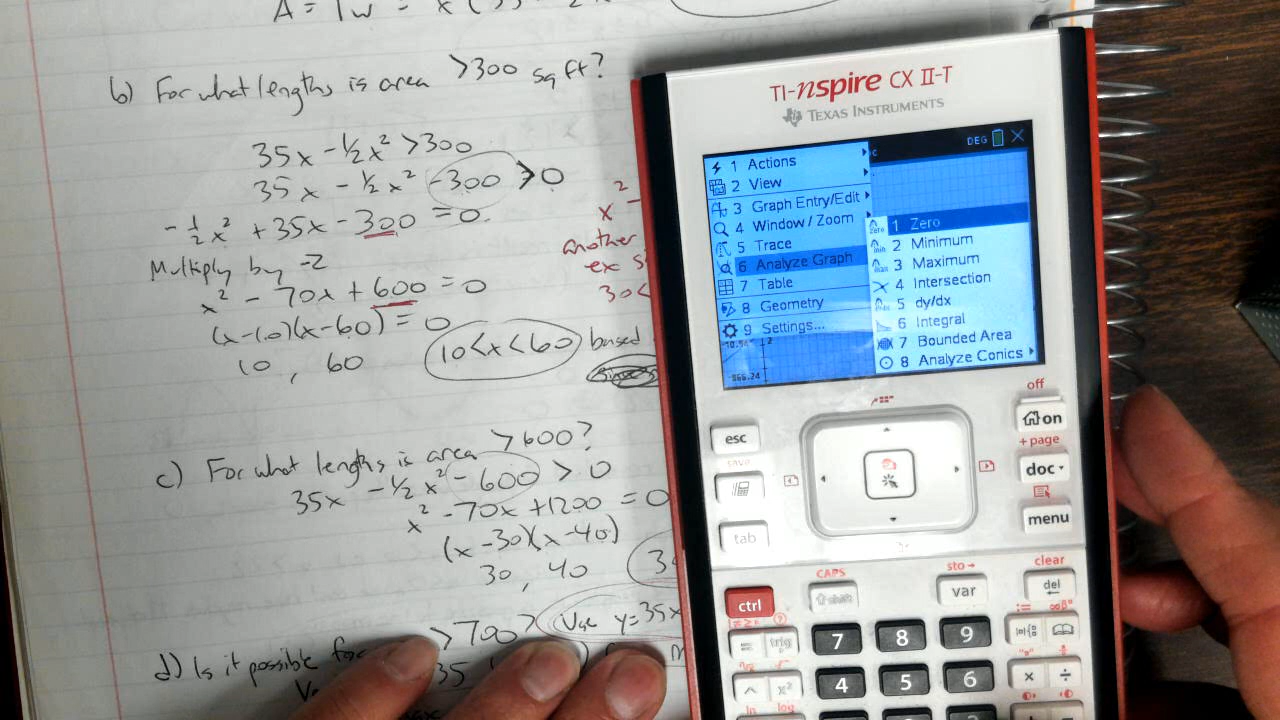 A = lw = x(35 -
b) For what lengths is area >300 sq ft?
35x - ½x² >300
35x - ½x² -300 > 0
-½x² + 35x - 300 = 0.
Multiply by -2
x² - 70x + 600 = 0
(x-10)(x-60) = 0
10, 60
10<x<60 based
x² -
another
ex
30<
c) For what lengths is area >600?
35x - ½x² - 600 > 0
x² - 70x + 1200 = 0
(x-30)(x-40)
30, 40
d) Is it possible for >700?
Use y=35x
35
TI-nspire CX II-T
TEXAS INSTRUMENTS
DEG
1 Actions
2 View
3 Graph Entry/Edit
4 Window / Zoom
5 Trace
6 Analyze Graph
7 Table
8 Geometry
9 Settings...
1 Zero
2 Minimum
3 Maximum
4 Intersection
5 dy/dx
6 Integral
7 Bounded Area
8 Analyze Conics
2
esc
save
tab
off
on
+ page
doc
menu
CAPS
shift
sto→
var
clear
del
ctrl
trig
7
8
9
x²
4
5
6
×
÷
ln
log